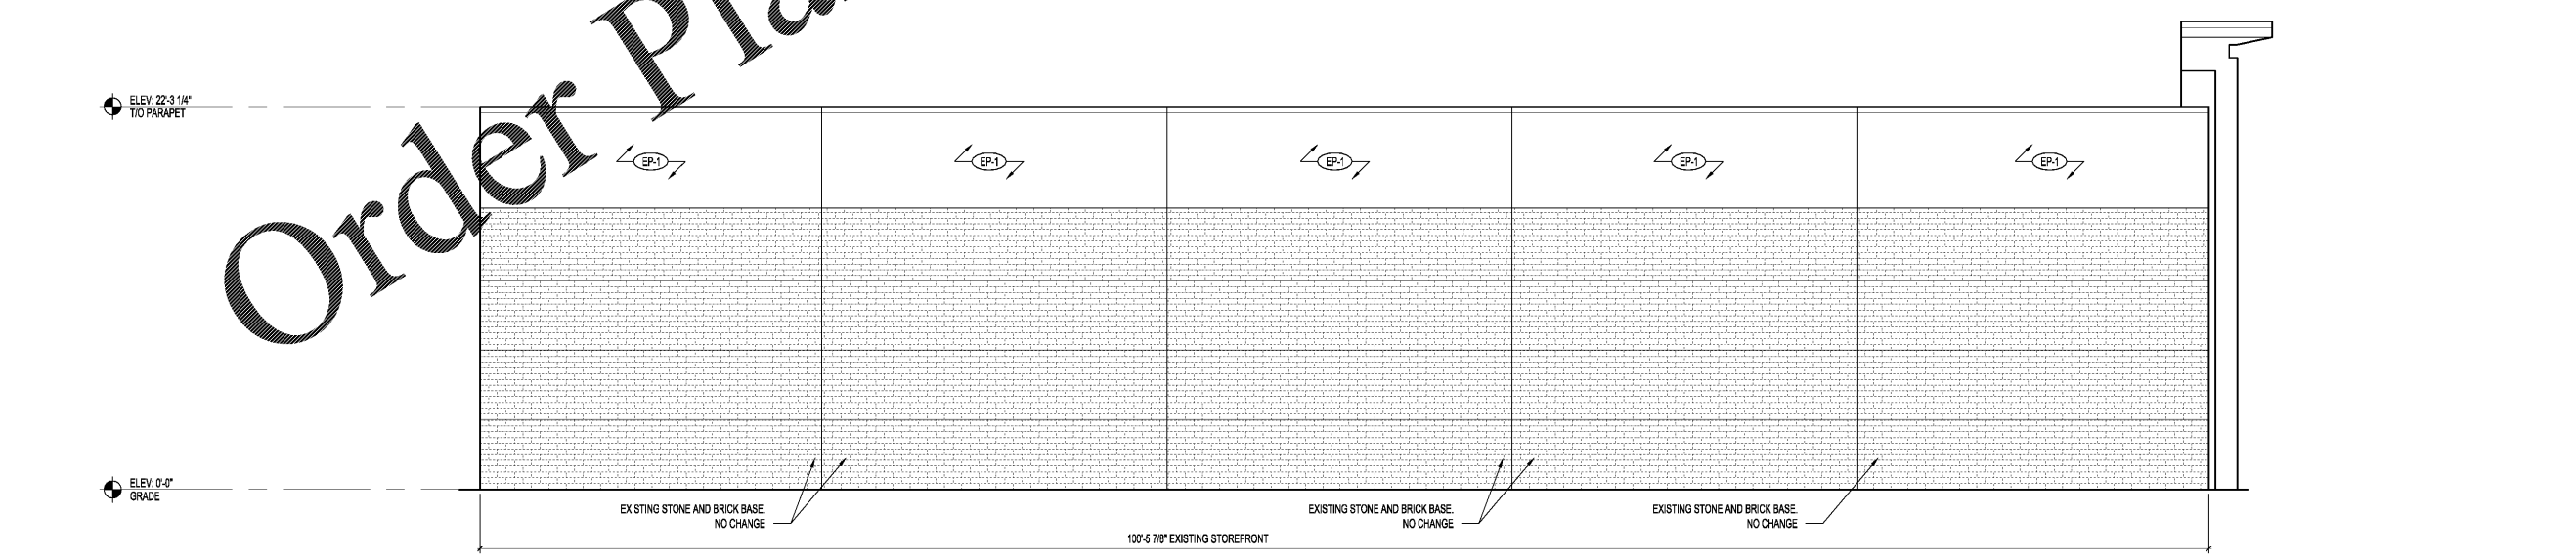 Order Pla
ELEV: 22'-3 1/4"
T/O PARAPET
EP-1
EP-1
EP-1
EP-1
EP-1
ELEV: 0'-0"
GRADE
EXISTING STONE AND BRICK BASE.
NO CHANGE
EXISTING STONE AND BRICK BASE.
NO CHANGE
EXISTING STONE AND BRICK BASE.
NO CHANGE
100'-5 7/8" EXISTING STOREFRONT